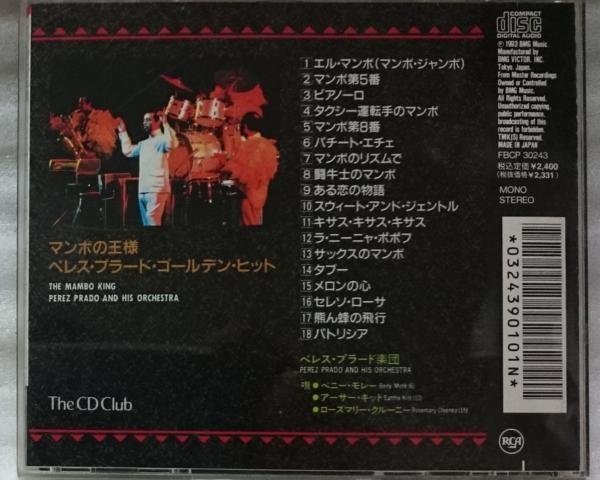 COMPACT
disc
DIGITAL AUDIO
℗ 1993 BMG Music.
Manufactured by
BMG VICTOR, INC.
Tokyo, Japan.
From Master Recordings
Owned or Controlled
by BMG Music.
All Rights Reserved.
Unauthorized copying,
public performance,
broadcasting of this
record is forbidden.
TMK(S) Reserved.
MADE IN JAPAN
FBCP 30243
税込定価¥2,400
(税抜価格¥2,331)
MONO
STEREO
1 エル・マンボ(マンボ・ジャンボ)
2 マンボ第5番
3 ピアノーロ
4 タクシー運転手のマンボ
5 マンボ第8番
6 パチート・エチェ
7 マンボのリズムで
8 闘牛士のマンボ
9 ある恋の物語
10 スウィート・アンド・ジェントル
11 キサス・キサス・キサス
12 ラ・ニーニャ・ポポフ
13 サックスのマンボ
14 タブー
15 メロンの心
16 セレソ・ローサ
17 熊ん蜂の飛行
18 パトリシア
マンボの王様
ペレス・プラード・ゴールデン・ヒット
THE MAMBO KING
PEREZ PRADO AND HIS ORCHESTRA
ペレス・プラード楽団
PEREZ PRADO AND HIS ORCHESTRA
唄 ● ベニー・モレー
● アーサー・キット
● ローズマリー・クルーニー
The CD Club
*0324390101N*
RCA